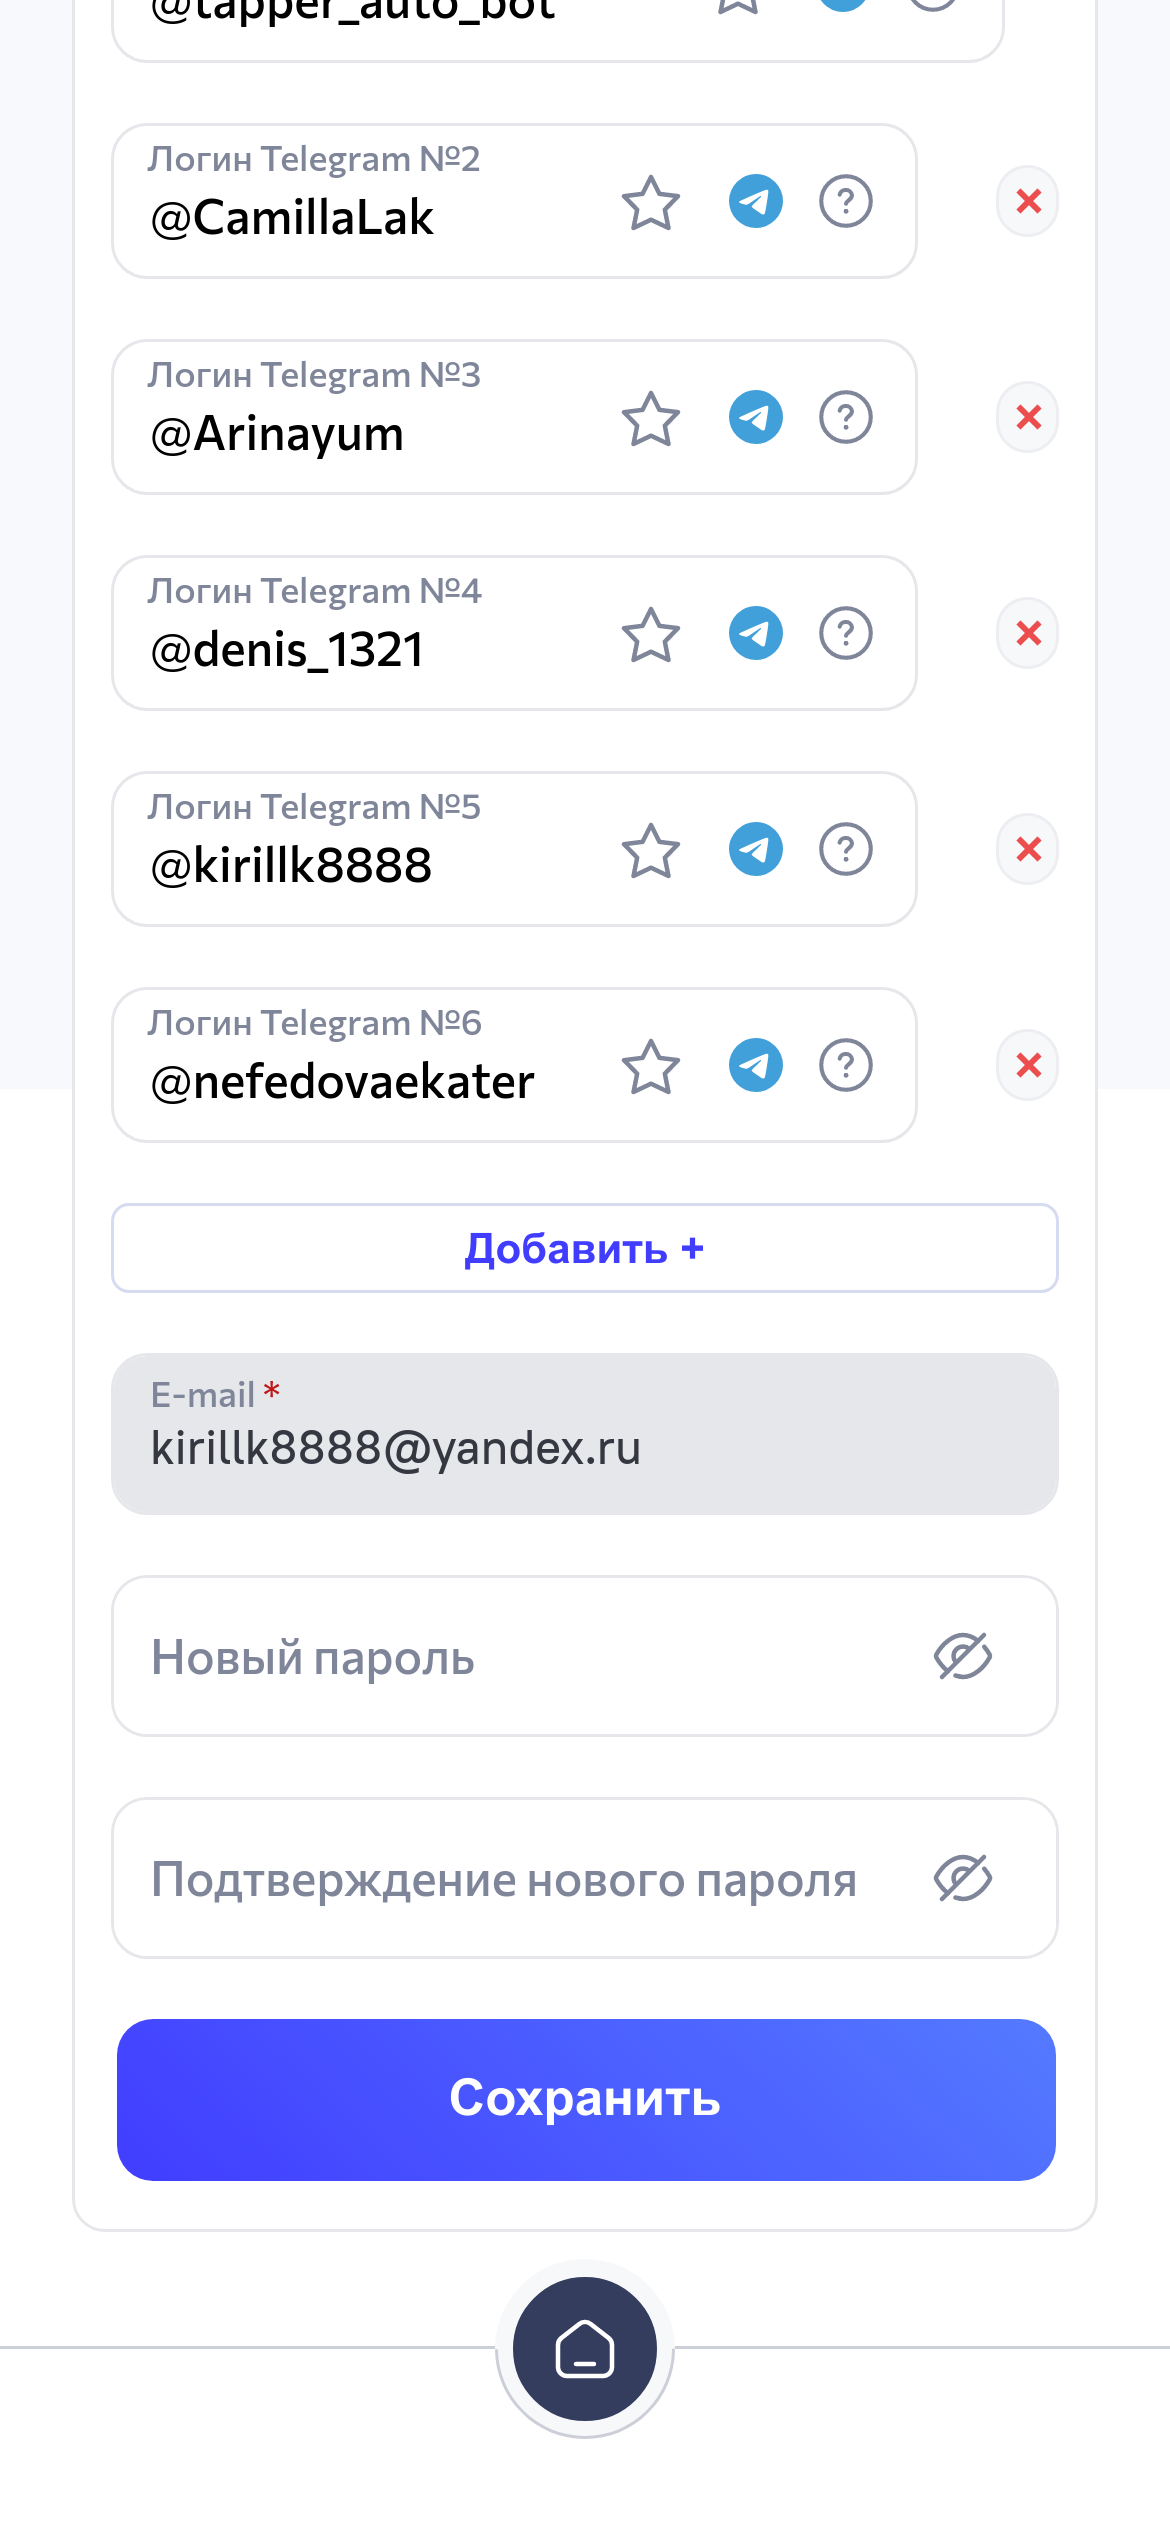 @tapper_auto_bot
Логин Telegram №2
@CamillaLak
Логин Telegram №3
@Arinayum
Логин Telegram №4
@denis_1321
Логин Telegram №5
@kirillk8888
Логин Telegram №6
@nefedovaekater
Добавить +
E-mail *
kirillk8888@yandex.ru
Новый пароль
Подтверждение нового пароля
Сохранить